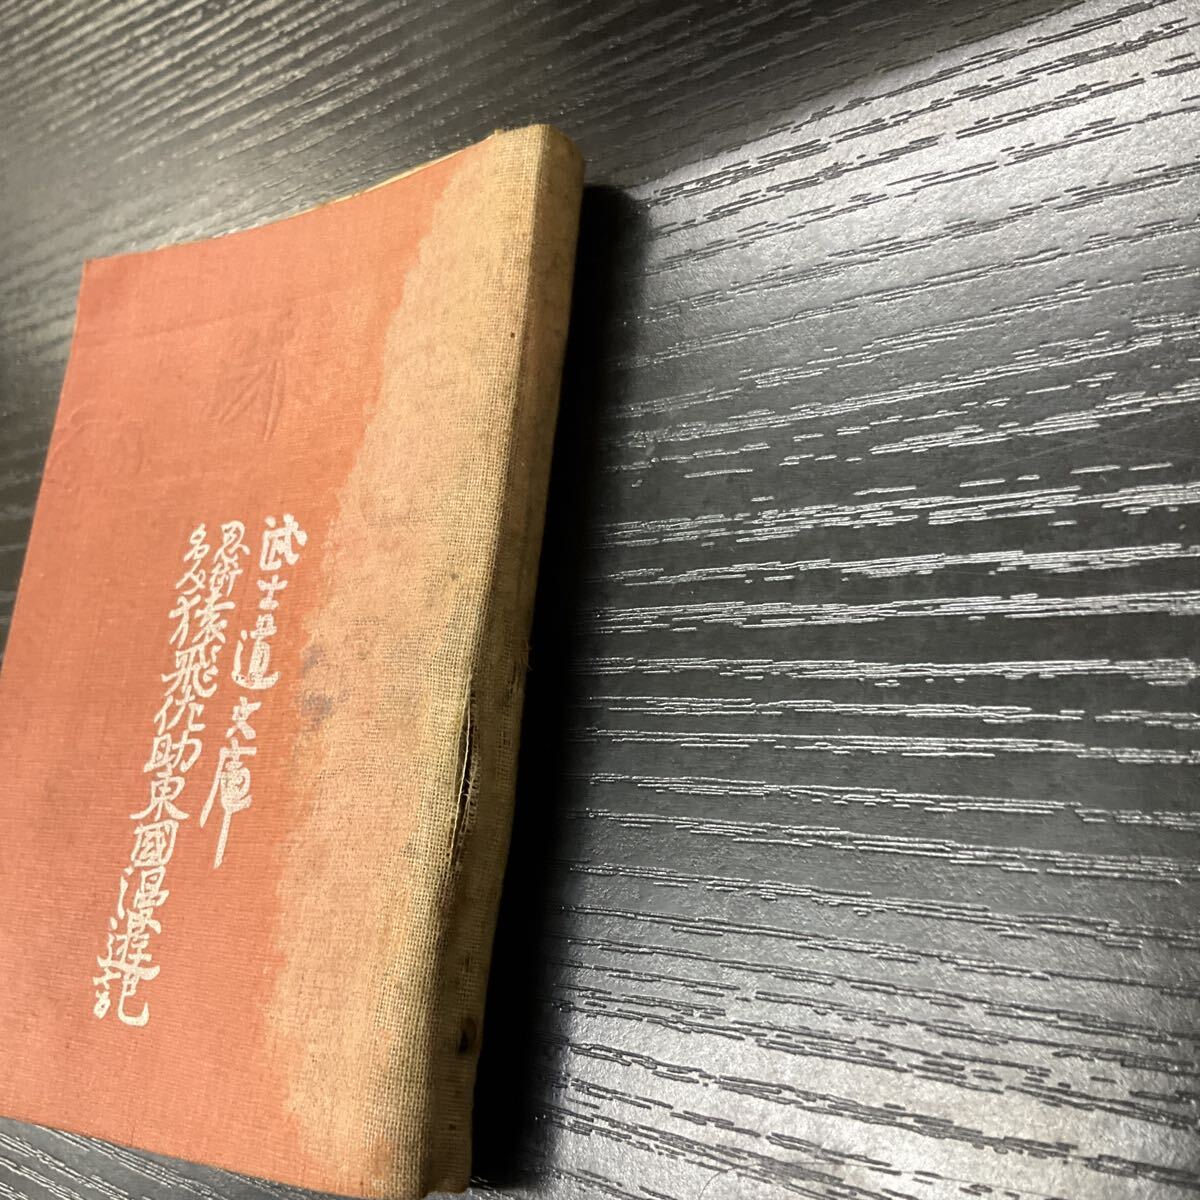 武士道文庫
忍術
名人
猿飛佐助東國漫遊記